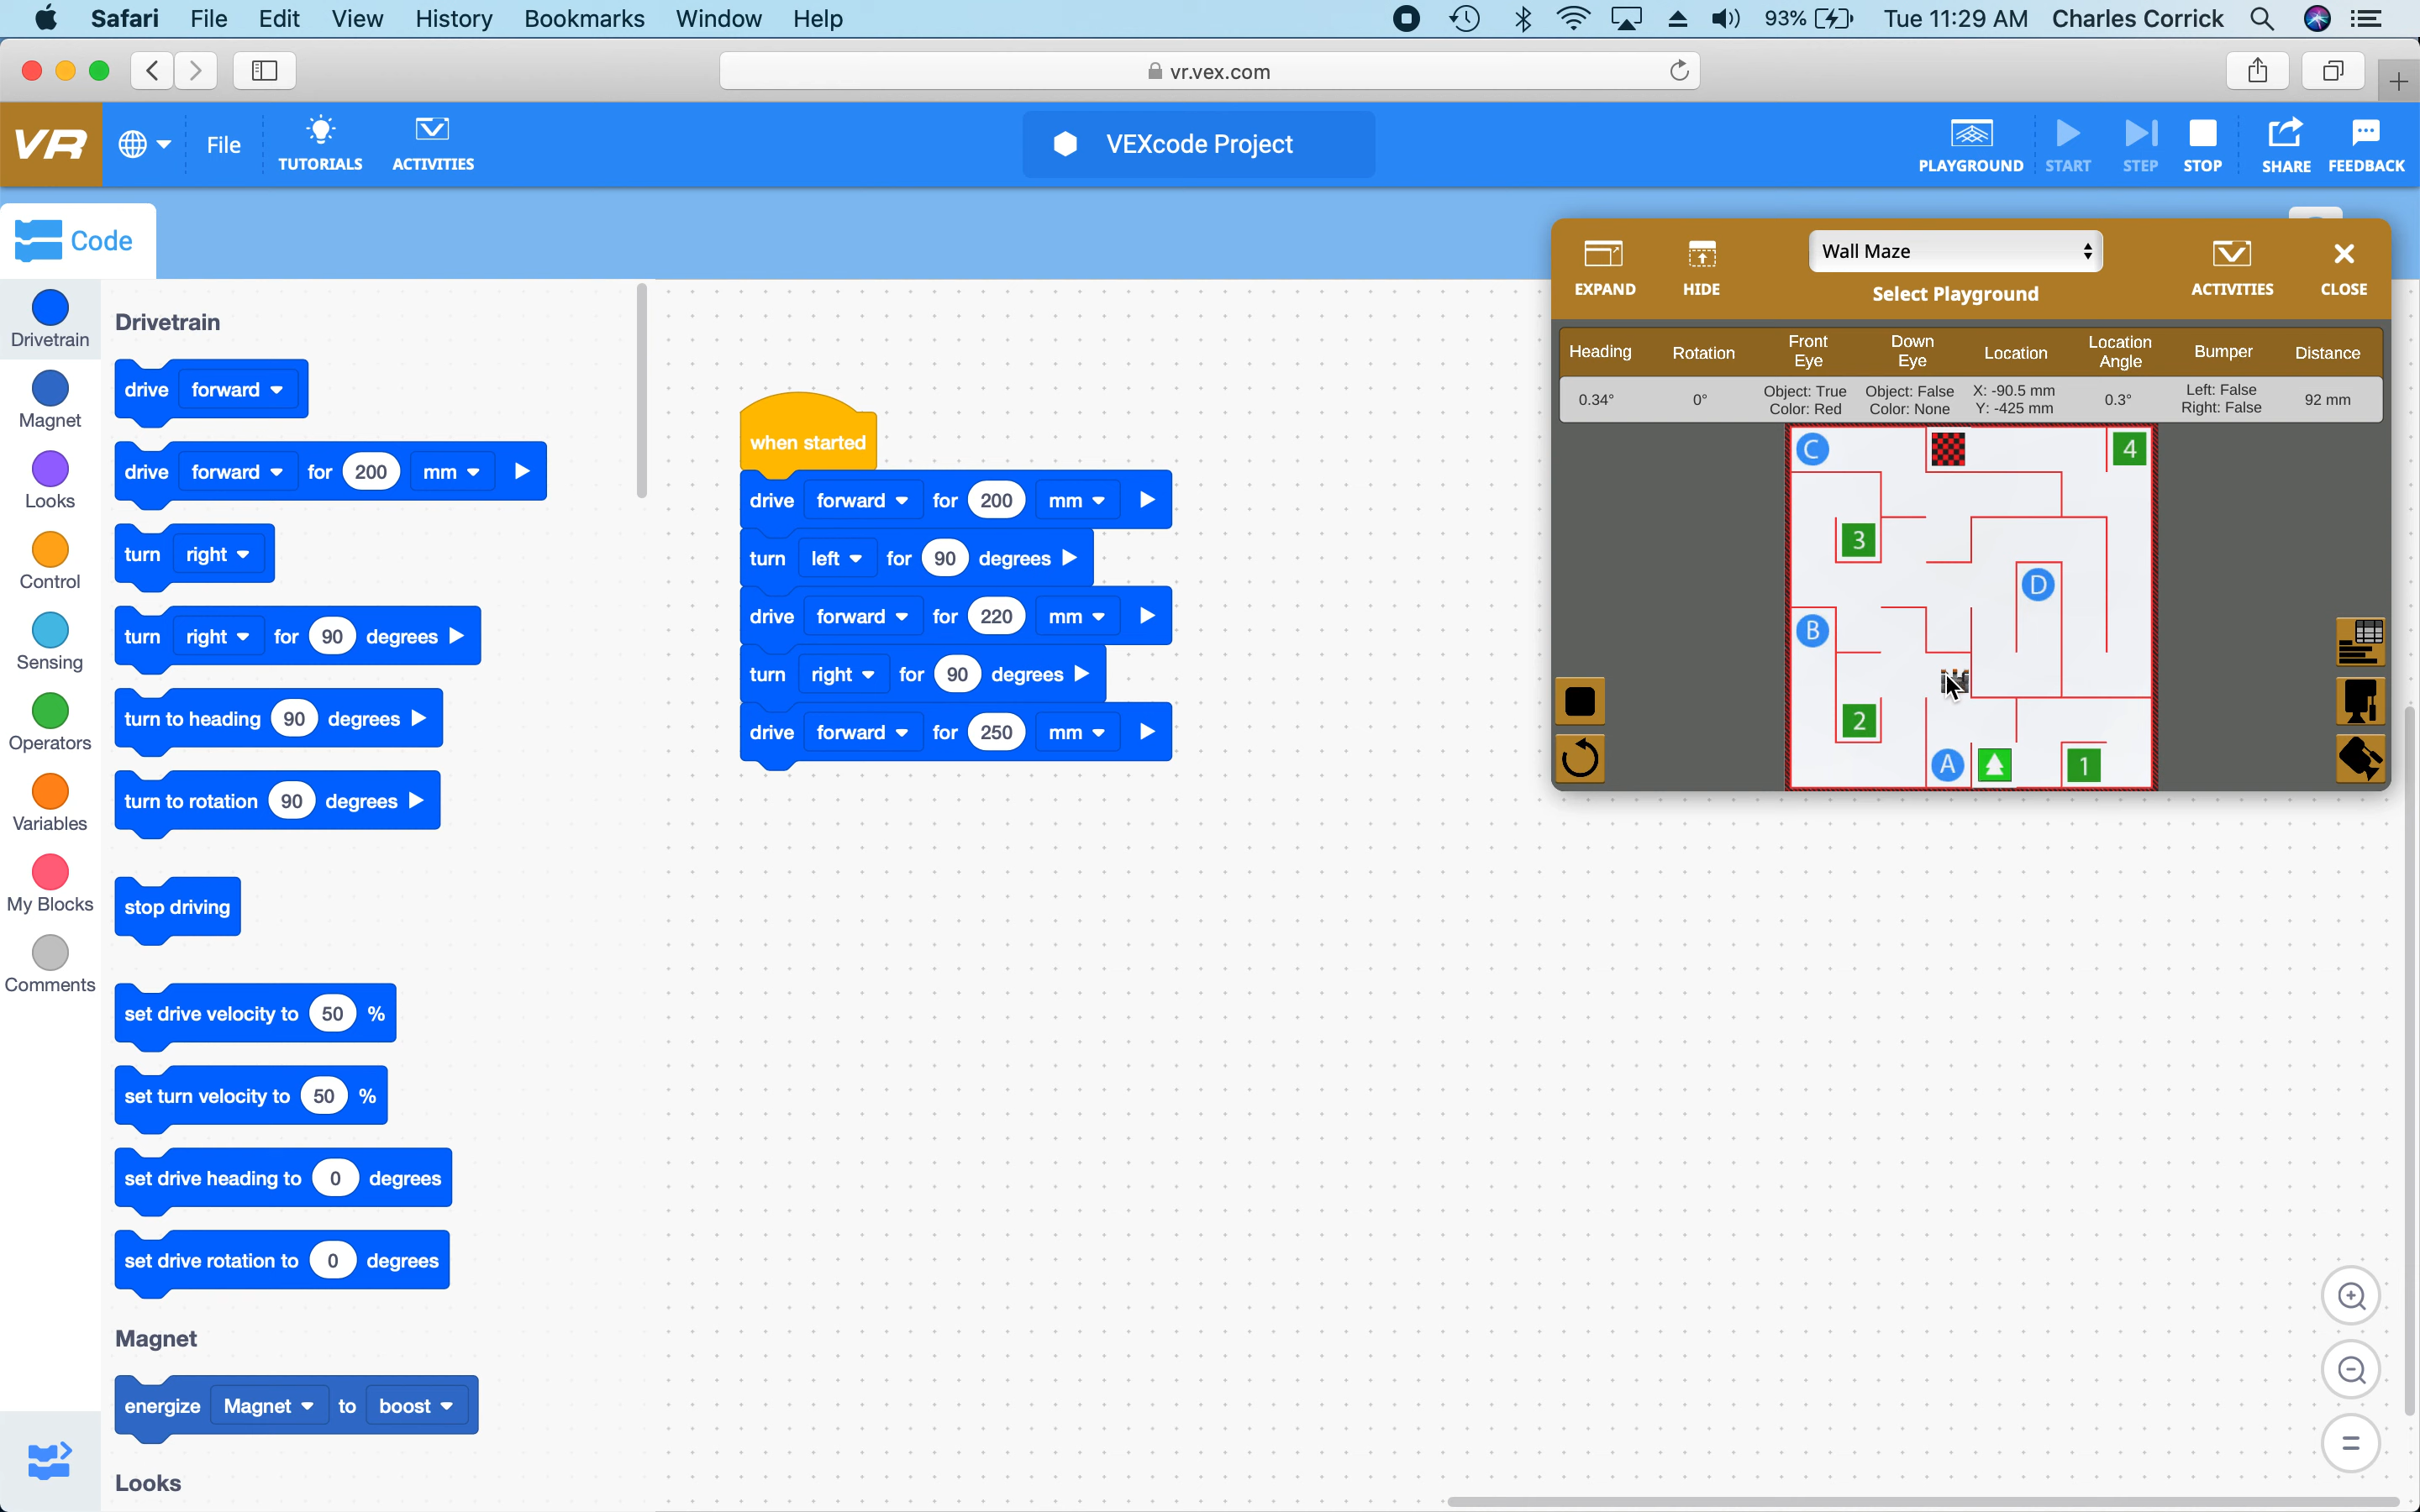 Safari File Edit View History Bookmarks Window Help 93% Tue 11:29 AM Charles Corrick
vr.vex.com
VR File TUTORIALS ACTIVITIES VEXcode Project PLAYGROUND START STEP STOP SHARE FEEDBACK
Code
Drivetrain
Magnet
Looks
Control
Sensing
Operators
Variables
My Blocks
Comments
Drivetrain
drive forward
drive forward for 200 mm
turn right
turn right for 90 degrees
turn to heading 90 degrees
turn to rotation 90 degrees
stop driving
set drive velocity to 50 %
set turn velocity to 50 %
set drive heading to 0 degrees
set drive rotation to 0 degrees
Magnet
energize Magnet to boost
Looks
when started
drive forward for 200 mm
turn left for 90 degrees
drive forward for 220 mm
turn right for 90 degrees
drive forward for 250 mm
EXPAND HIDE Wall Maze ACTIVITIES CLOSE
Select Playground
Heading Rotation Front Eye Down Eye Location Location Angle Bumper Distance
0.34° 0° Object: True Object: False X: -90.5 mm 0.3° Left: False 92 mm
Color: Red Color: None Y: -425 mm Right: False
C 4
3
D
B
2
A 1